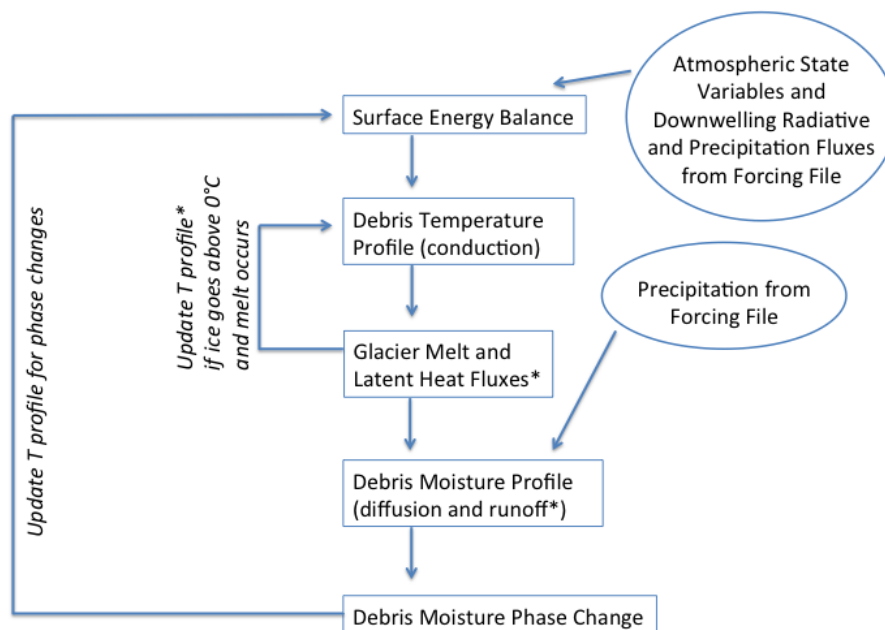 Atmospheric State
Variables and
Downwelling Radiative
and Precipitation Fluxes
from Forcing File
Surface Energy Balance
Debris Temperature
Profile (conduction)
Precipitation from
Forcing File
Glacier Melt and
Latent Heat Fluxes*
Debris Moisture Profile
(diffusion and runoff*)
Debris Moisture Phase Change
Update T profile*
if ice goes above 0°C
and melt occurs
Update T profile for phase changes